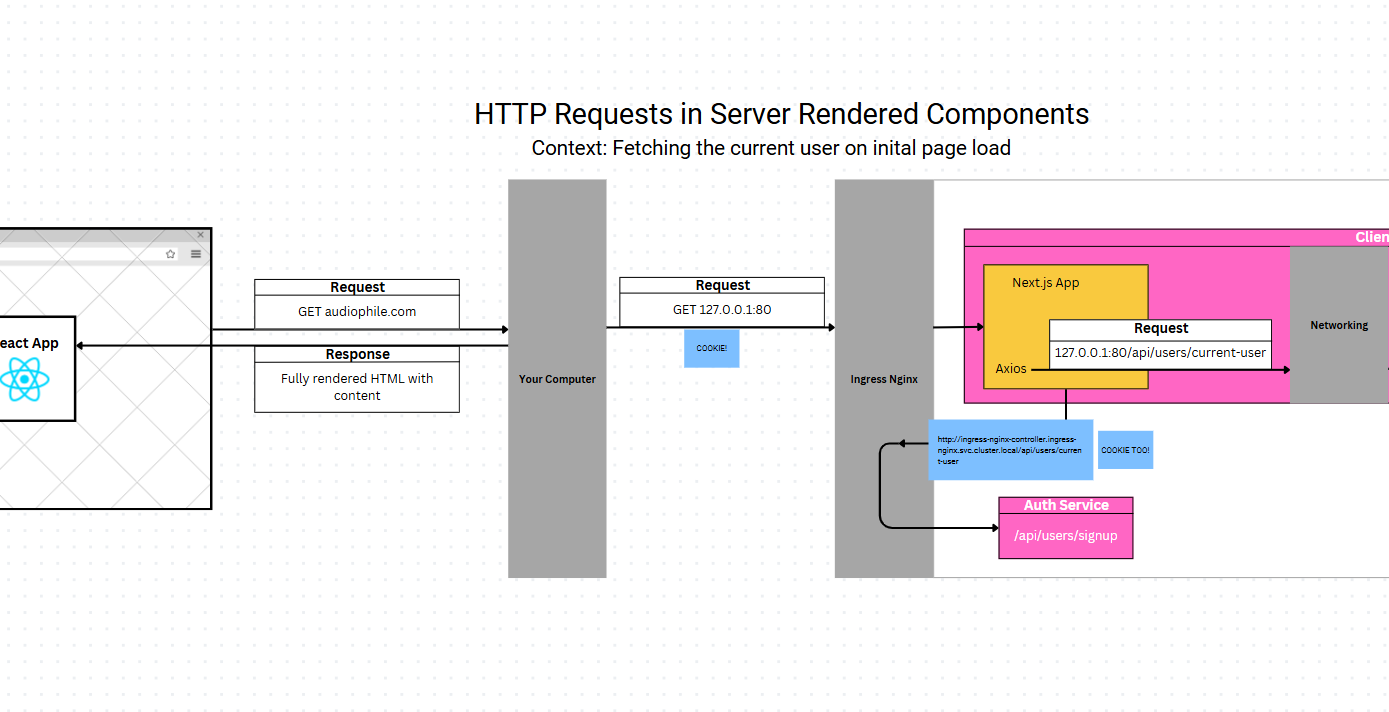 HTTP Requests in Server Rendered Components
Context: Fetching the current user on inital page load
eact App
Request
GET audiophile.com
Response
Fully rendered HTML with
content
Your Computer
Request
GET 127.0.0.1:80
COOKIE!
Ingress Nginx
Clien
Next.js App
Request
127.0.0.1:80/api/users/current-user
Axios
Networking
http://ingress-nginx-controller.ingress-
nginx.svc.cluster.local/api/users/curren
t-user
COOKIE TOO!
Auth Service
/api/users/signup